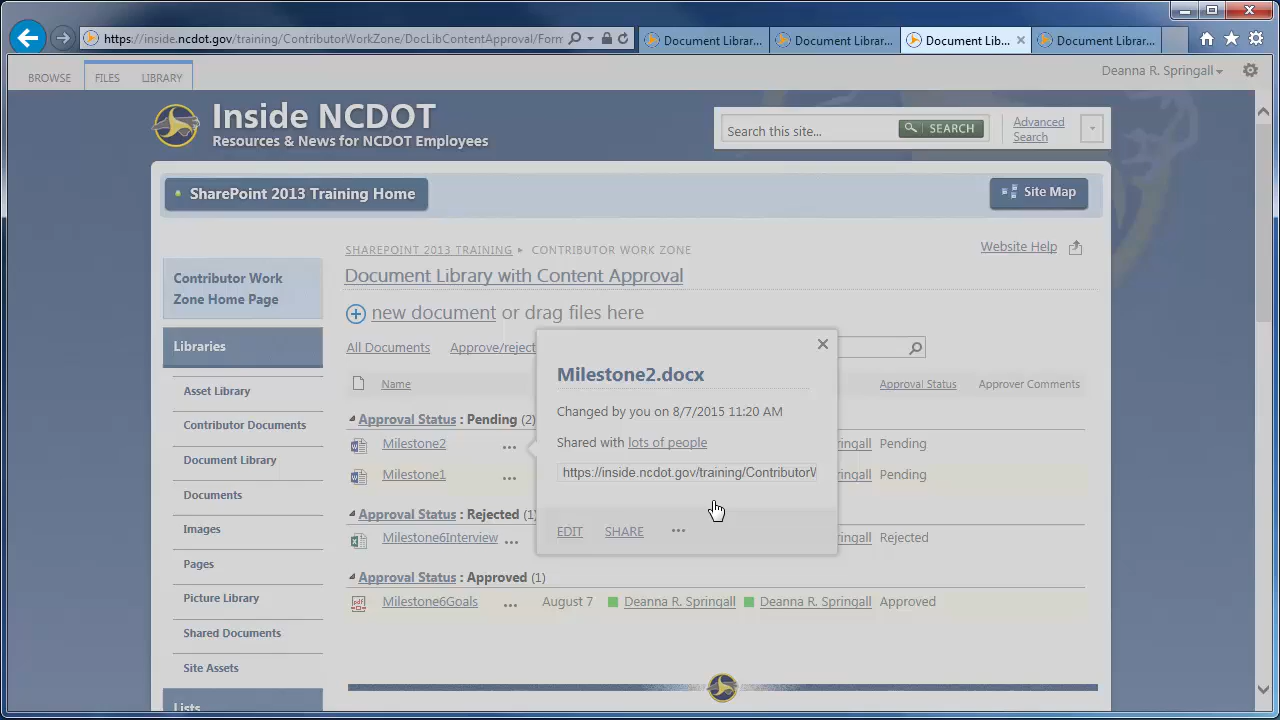 https://inside.ncdot.gov/training/ContributorWorkZone/DocLibContentApproval/Form
Document Librar...
Document Librar...
Document Lib...
Document Librar...
BROWSE
FILES
LIBRARY
Deanna R. Springall
Inside NCDOT
Resources & News for NCDOT Employees
Search this site...
SEARCH
Advanced
Search
SharePoint 2013 Training Home
Site Map
SHAREPOINT 2013 TRAINING
CONTRIBUTOR WORK ZONE
Website Help
Document Library with Content Approval
Contributor Work
Zone Home Page
Libraries
Asset Library
Contributor Documents
Document Library
Documents
Images
Pages
Picture Library
Shared Documents
Site Assets
Lists
new document or drag files here
All Documents
Approve/reject
Name
Approval Status
Approver Comments
Approval Status : Pending (2)
Milestone2
...
ringall
Pending
Milestone1
...
ringall
Pending
Approval Status : Rejected (1)
Milestone6Interview
...
ringall
Rejected
Approval Status : Approved (1)
Milestone6Goals
...
August 7
Deanna R. Springall
Deanna R. Springall
Approved
Milestone2.docx
Changed by you on 8/7/2015 11:20 AM
Shared with lots of people
https://inside.ncdot.gov/training/ContributorW
EDIT
SHARE
...